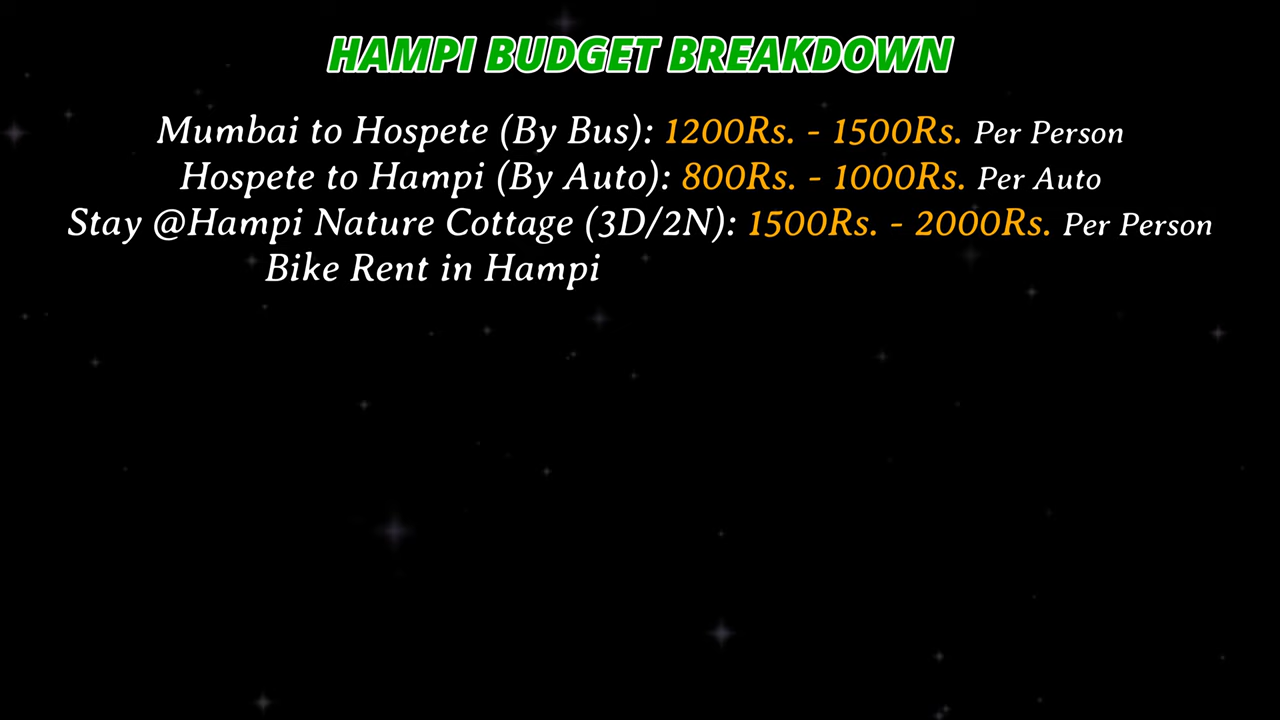 HAMPI BUDGET BREAKDOWN
Mumbai to Hospete (By Bus): 1200Rs. - 1500Rs. Per Person
Hospete to Hampi (By Auto): 800Rs. - 1000Rs. Per Auto
Stay @Hampi Nature Cottage (3D/2N): 1500Rs. - 2000Rs. Per Person
Bike Rent in Hampi